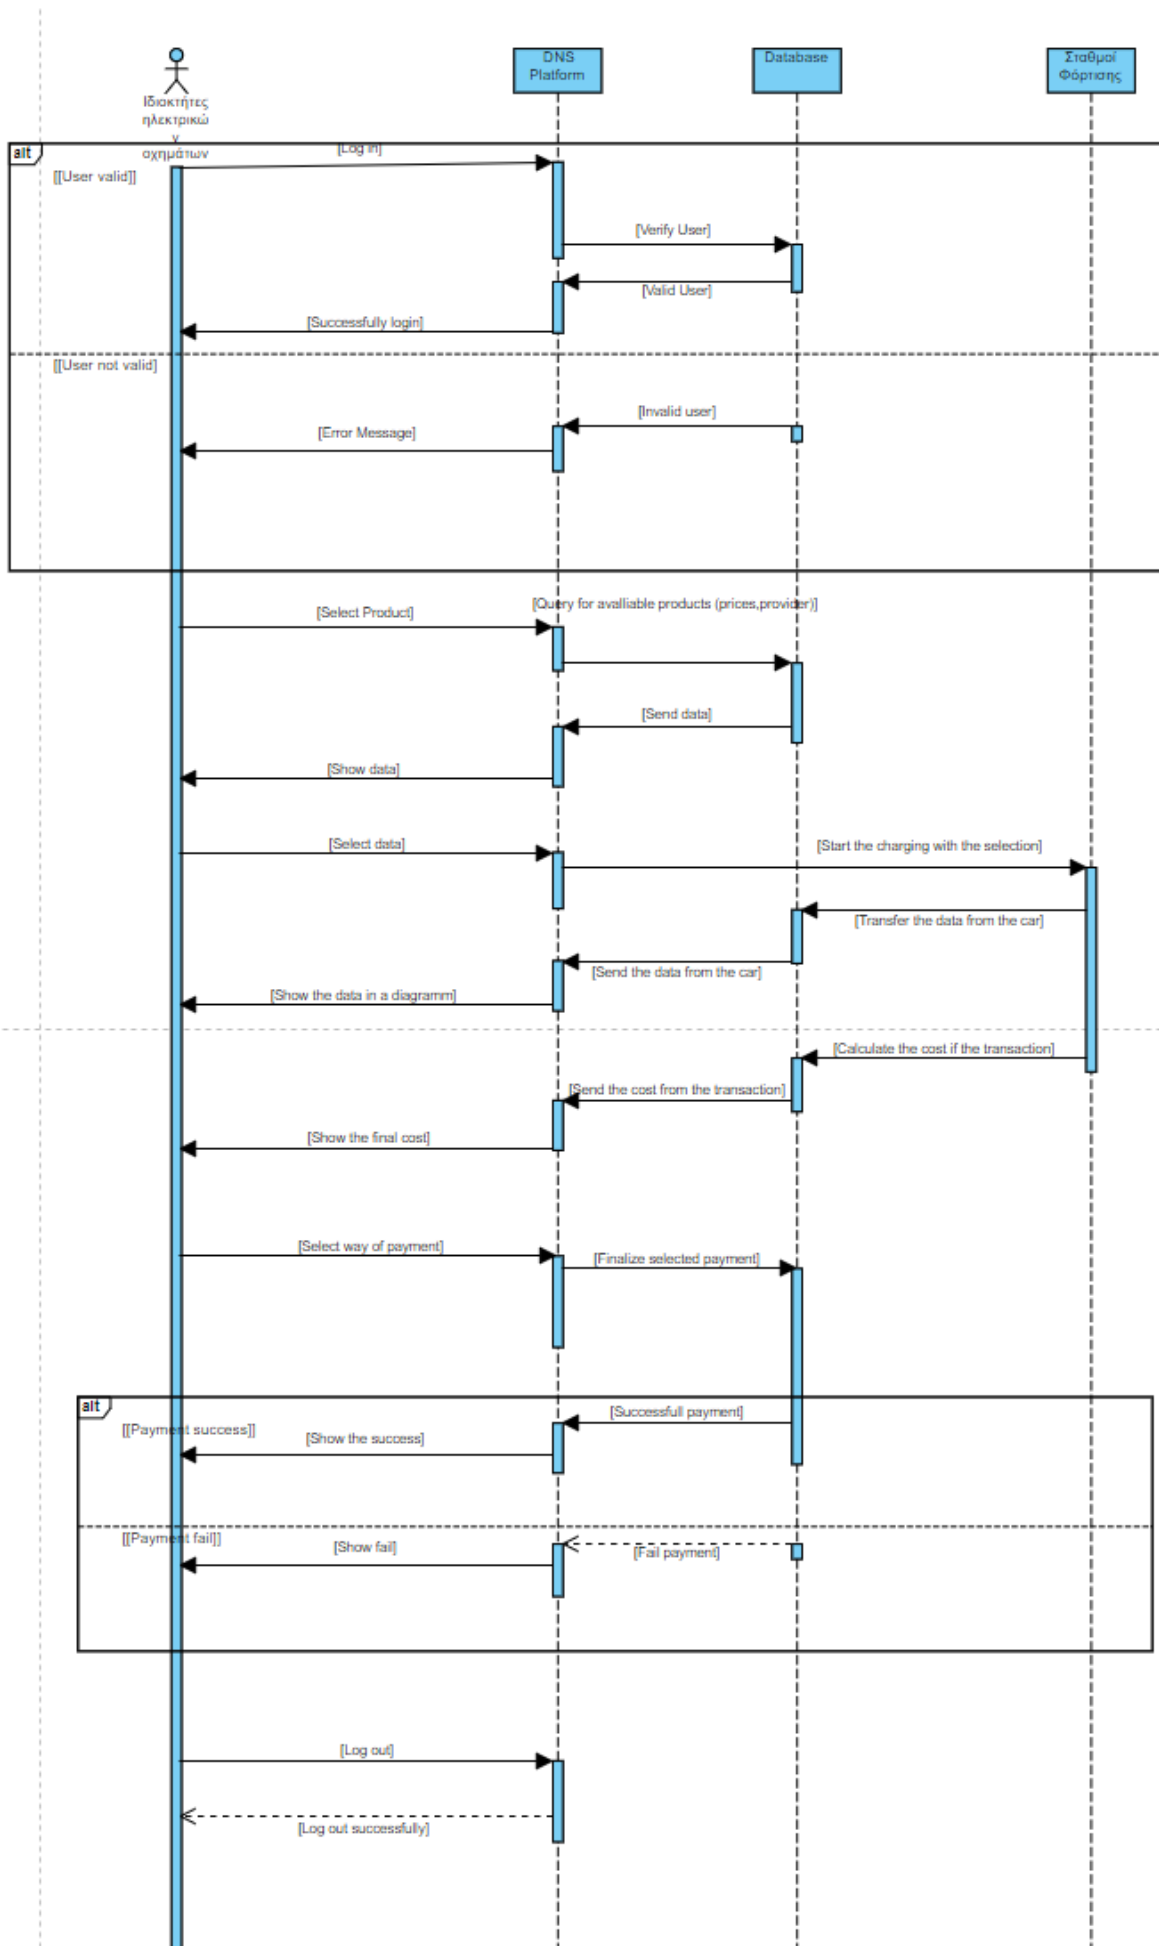 DNS
Platform
Database
Σταθμοί
Φόρτισης
Ιδιοκτήτες
ηλεκτρικώ
ν
οχημάτων
alt
[Log in]
[[User valid]]
[Verify User]
[Valid User]
[Successfully login]
[[User not valid]
[Invalid user]
[Error Message]
[Query for avalliable products (prices,provider)]
[Select Product]
[Send data]
[Show data]
[Select data]
[Start the charging with the selection]
[Transfer the data from the car]
[Send the data from the car]
[Show the data in a diagramm]
[Calculate the cost if the transaction]
[Send the cost from the transaction]
[Show the final cost]
[Select way of payment]
[Finalize selected payment]
alt
[Successfull payment]
[[Payment success]]
[Show the success]
[[Payment fail]]
[Show fail]
[Fail payment]
[Log out]
[Log out successfully]